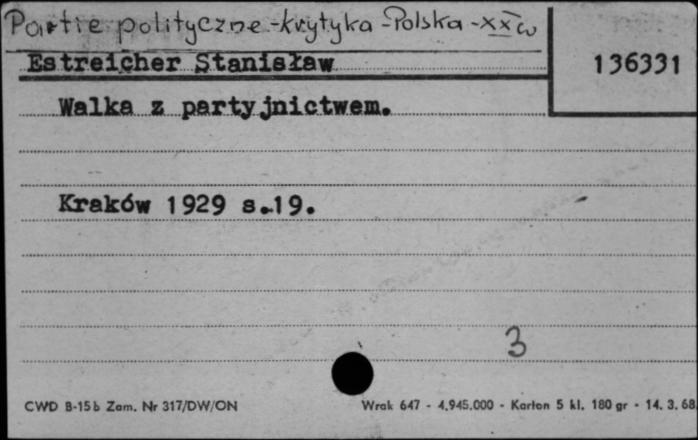 Partie polityczne - krytyka - Polska - XX w
Estreicher Stanisław
136331
Walka z partyjnictwem.
Kraków 1929 s.19.
3
CWD B-15b Zam. Nr 317/DW/ON
Wrak 647 - 4.945.000 - Karton 5 kl. 180 gr - 14. 3. 68